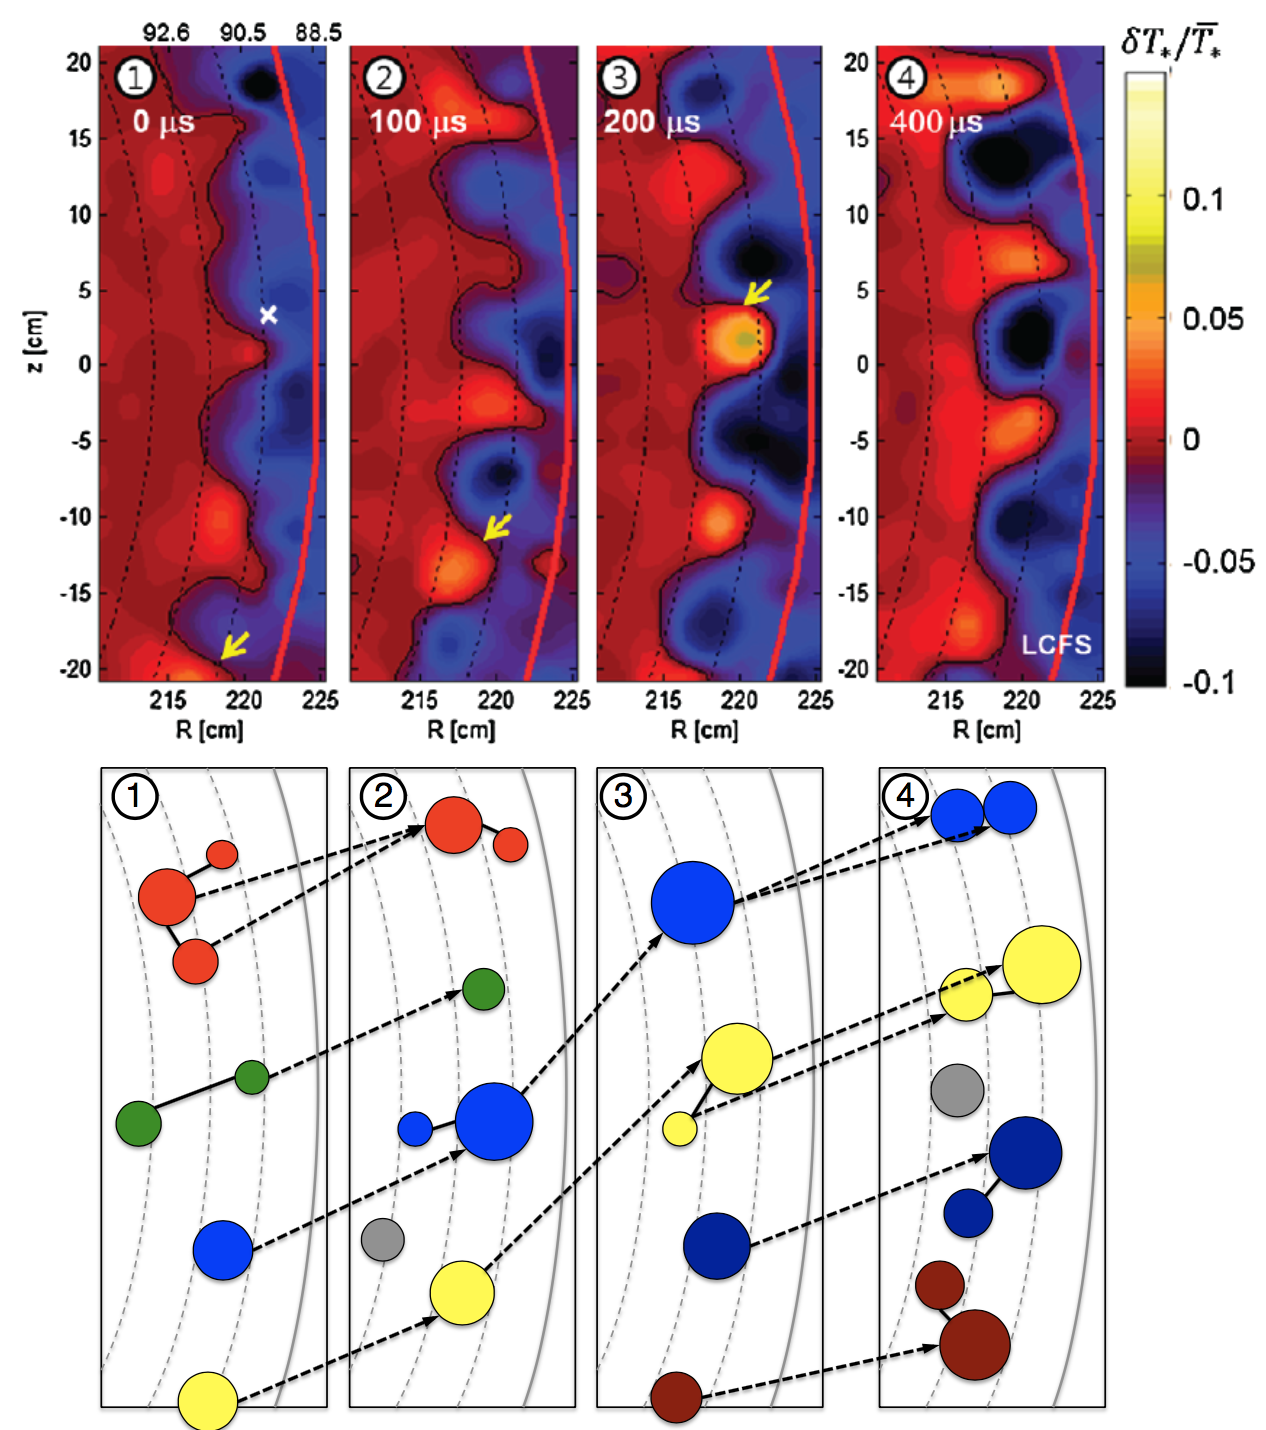 92.6 90.5 88.5
δT*/T̅*
1 2 3 4
0 μs 100 μs 200 μs 400 μs
20 20
15 15
10 10
5 5
0 0
-5 -5
-10 -10
-15 -15
-20 -20
z [cm]
LCFS
0.1
0.05
0
-0.05
-0.1
215 220 225 215 220 225 215 220 225 215 220 225
R [cm] R [cm] R [cm] R [cm]
1 2 3 4